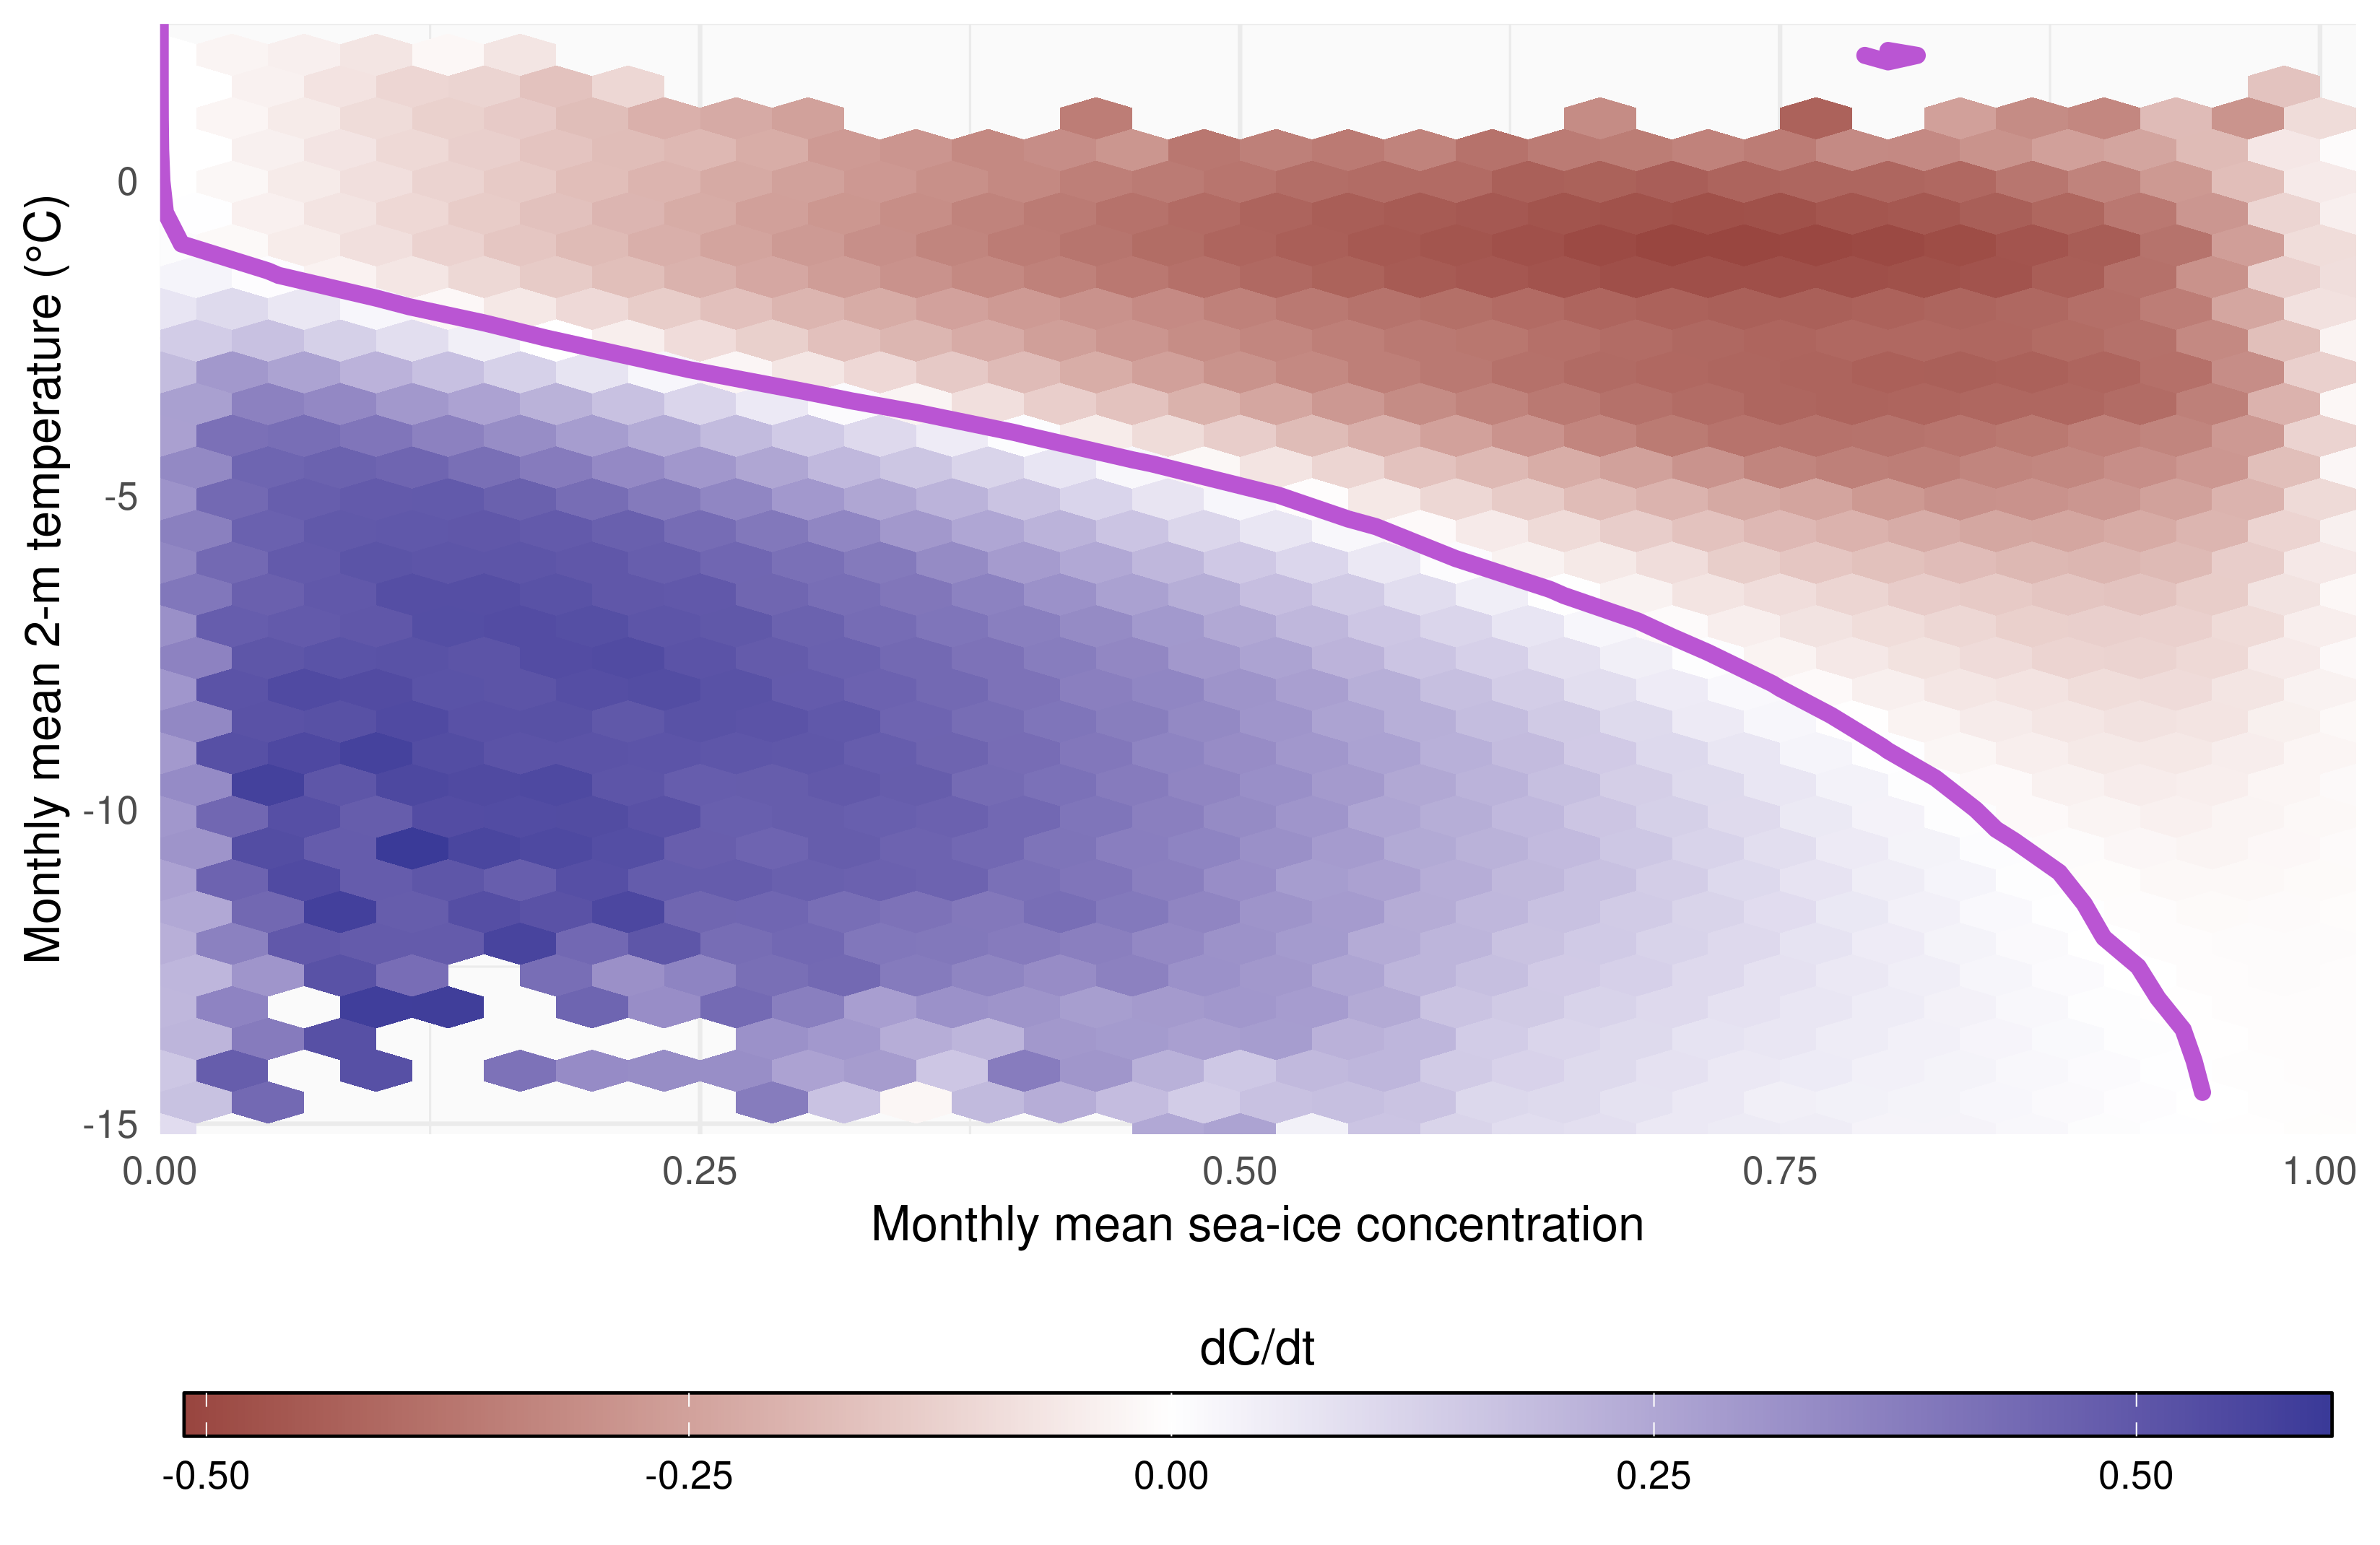 Monthly mean 2-m temperature (°C)
0
-5
-10
-15
0.00 0.25 0.50 0.75 1.00
Monthly mean sea-ice concentration
dC/dt
-0.50 -0.25 0.00 0.25 0.50